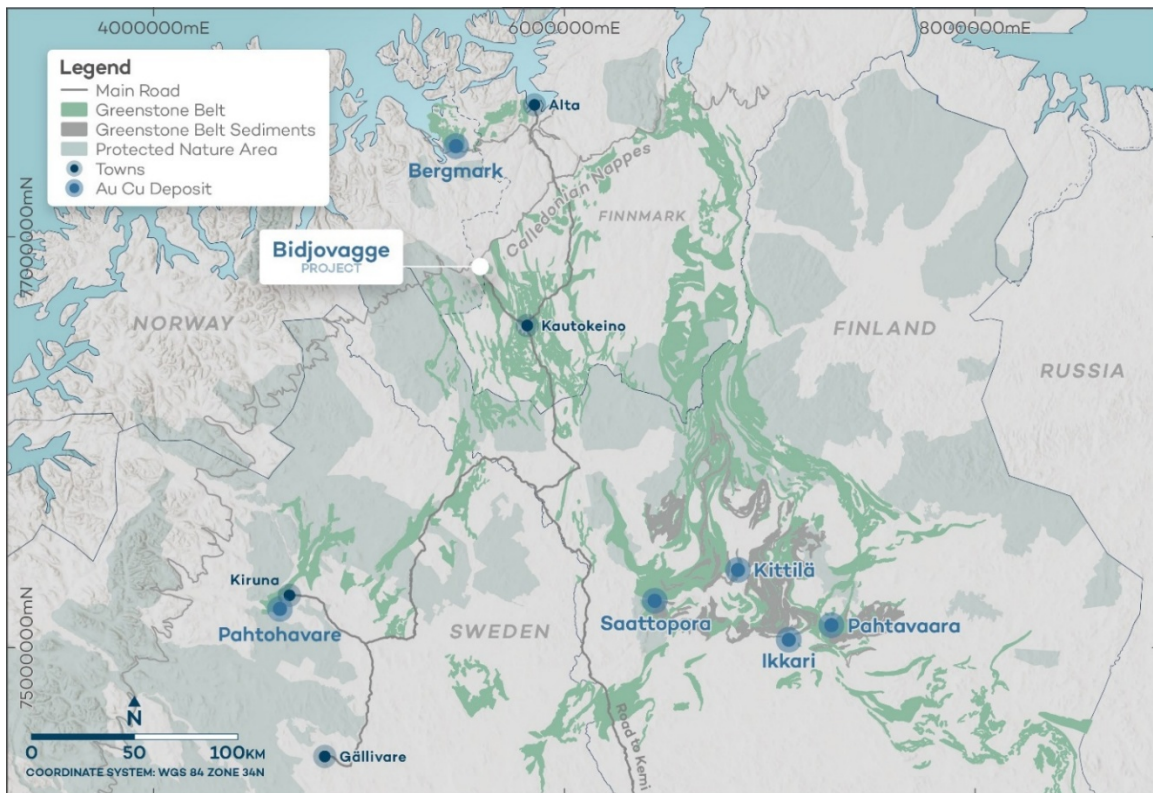 4000000mE
6000000mE
8000000mE
Legend
Main Road
Greenstone Belt
Greenstone Belt Sediments
Protected Nature Area
Towns
Au Cu Deposit
Alta
Bergmark
Calledonian Nappes
FINNMARK
Bidjovagge
PROJECT
7700000mN
NORWAY
Kautokeino
FINLAND
RUSSIA
Kiruna
Pahtohavare
SWEDEN
Kittilä
Saattopora
Pahtavaara
Ikkari
7500000mN
N
0 50 100KM
COORDINATE SYSTEM: WGS 84 ZONE 34N
Gällivare
Road to Kemi